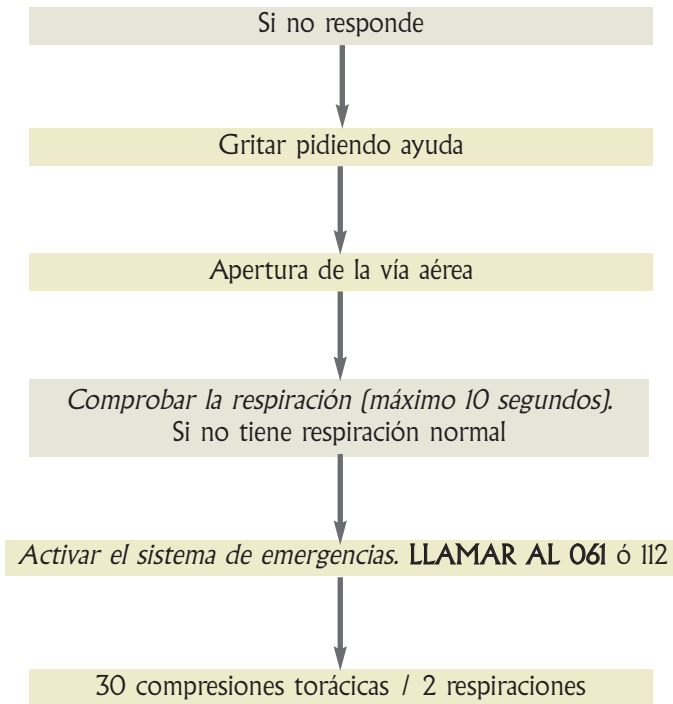 Si no responde
Gritar pidiendo ayuda
Apertura de la vía aérea
Comprobar la respiración (máximo 10 segundos).
Si no tiene respiración normal
Activar el sistema de emergencias. LLAMAR AL 061 ó 112
30 compresiones torácicas / 2 respiraciones